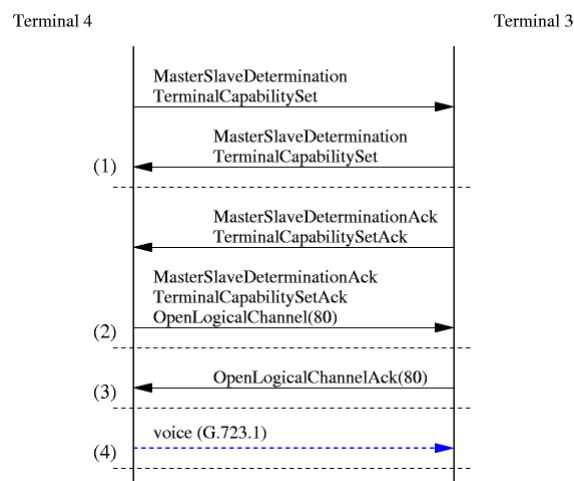 Terminal 4
Terminal 3
MasterSlaveDetermination
TerminalCapabilitySet
MasterSlaveDetermination
TerminalCapabilitySet
(1)
MasterSlaveDeterminationAck
TerminalCapabilitySetAck
MasterSlaveDeterminationAck
TerminalCapabilitySetAck
OpenLogicalChannel(80)
(2)
OpenLogicalChannelAck(80)
(3)
voice (G.723.1)
(4)